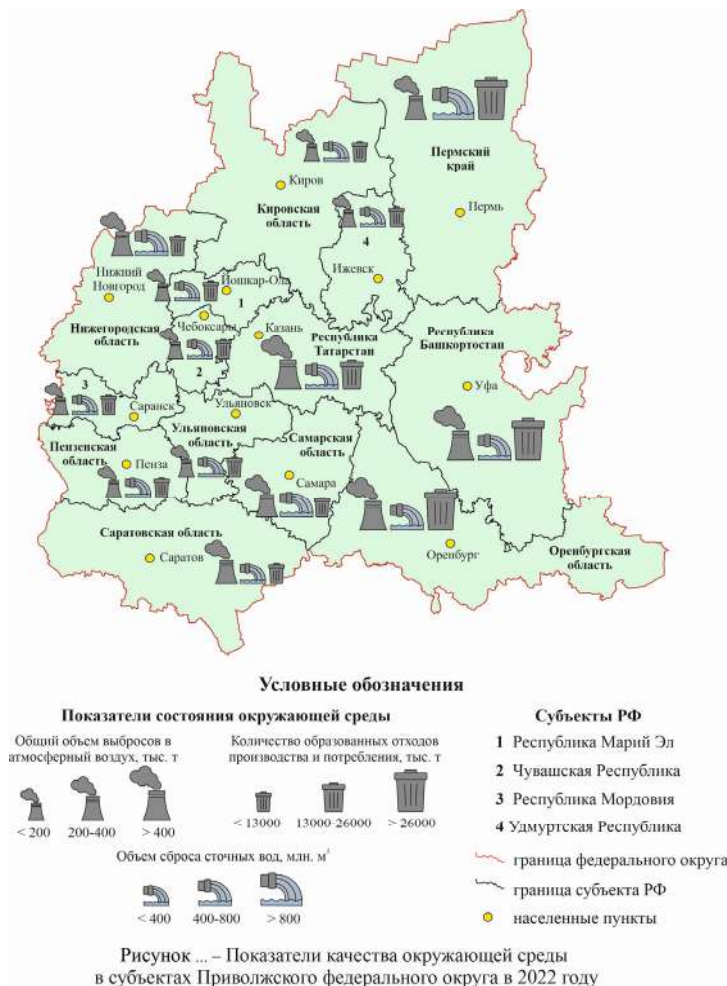 Пермский
край
Пермь
Киров
Кировская
область
4
Ижевск
Нижний
Новгород
Йошкар-Ола
1
Чебоксары
Казань
Нижегородская
область
Республика
Татарстан
Республика
Башкортостан
2
3
Уфа
Саранск
Ульяновск
Ульяновская
область
Самарская
область
Пензенская
область
Пенза
Самара
Саратовская область
Саратов
Оренбург
Оренбургская
область
Условные обозначения
Показатели состояния окружающей среды
Общий объем выбросов в
атмосферный воздух, тыс. т
< 200
200-400
> 400
Количество образованных отходов
производства и потребления, тыс. т
< 13000
13000-26000
> 26000
Объем сброса сточных вод, млн. м³
< 400
400-800
> 800
Субъекты РФ
1 Республика Марий Эл
2 Чувашская Республика
3 Республика Мордовия
4 Удмуртская Республика
граница федерального округа
граница субъекта РФ
населенные пункты
Рисунок ... – Показатели качества окружающей среды
в субъектах Приволжского федерального округа в 2022 году